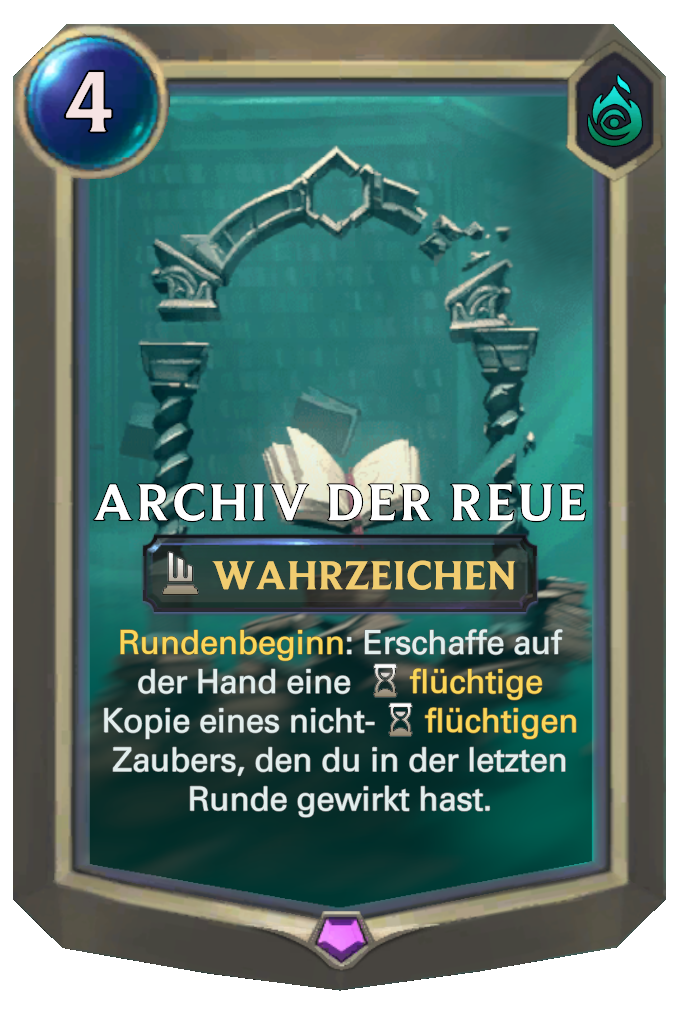 4
ARCHIV DER REUE
WAHRZEICHEN
Rundenbeginn: Erschaffe auf
der Hand eine flüchtige
Kopie eines nicht- flüchtigen
Zaubers, den du in der letzten
Runde gewirkt hast.